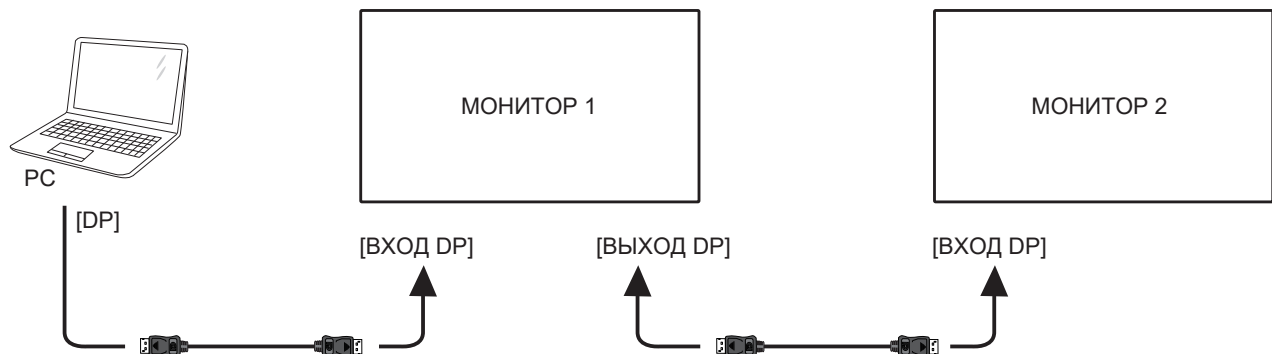 МОНИТОР 1
МОНИТОР 2
PC
[DP]
[ВХОД DP]
[ВЫХОД DP]
[ВХОД DP]